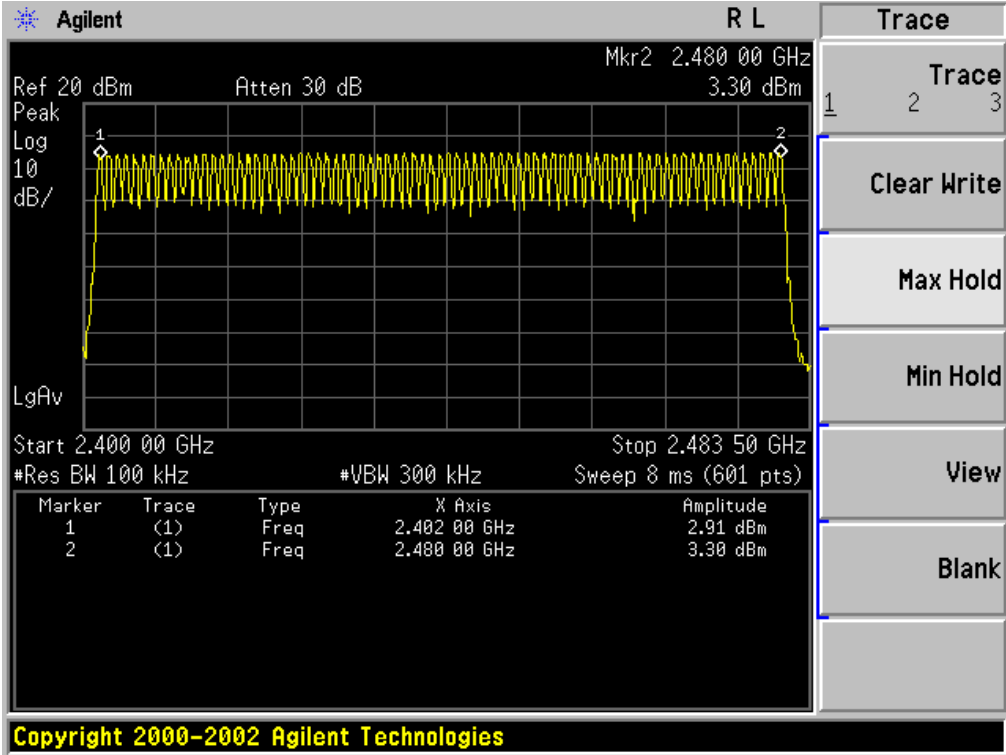 Agilent R L Trace
Mkr2 2.480 00 GHz
Ref 20 dBm Atten 30 dB 3.30 dBm
Peak
Log
10
dB/
1 2
LgAv
Start 2.400 00 GHz Stop 2.483 50 GHz
#Res BW 100 kHz #VBW 300 kHz Sweep 8 ms (601 pts)
Marker Trace Type X Axis Amplitude
1 (1) Freq 2.402 00 GHz 2.91 dBm
2 (1) Freq 2.480 00 GHz 3.30 dBm
Trace
1 2 3
Clear Write
Max Hold
Min Hold
View
Blank
Copyright 2000-2002 Agilent Technologies